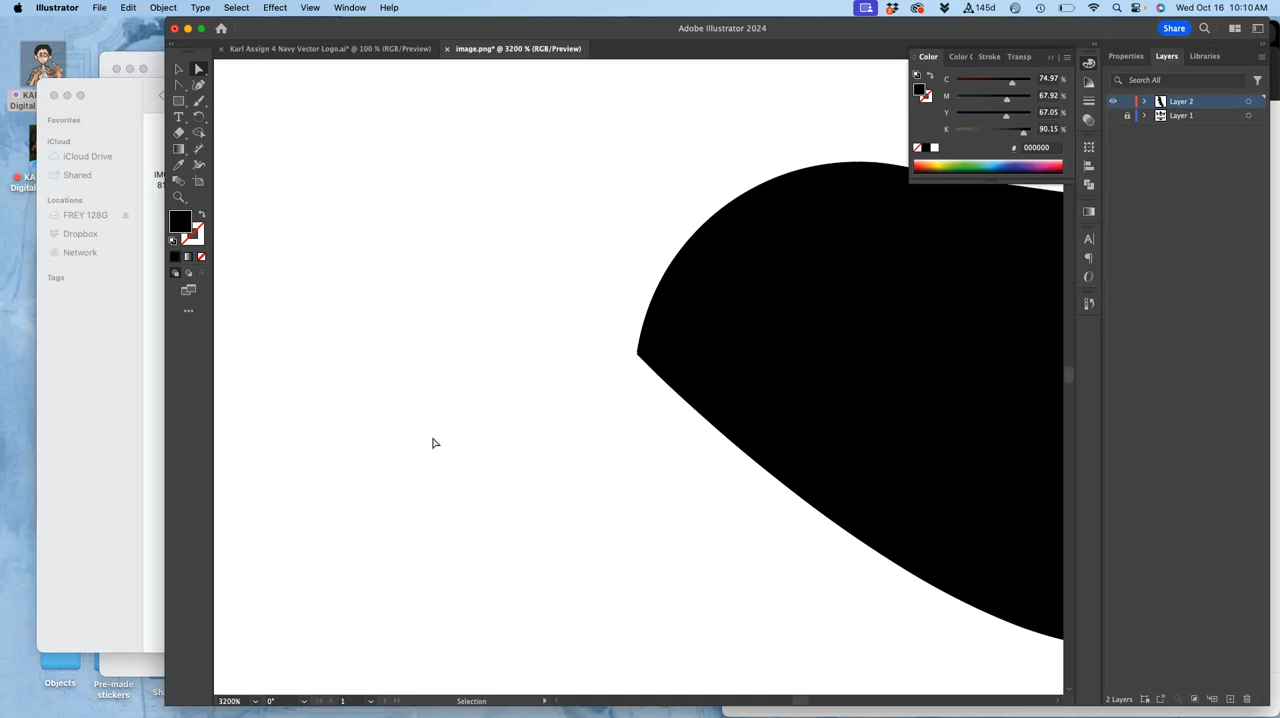 Illustrator File Edit Object Type Select Effect View Window Help 145d Wed Oct 16 10:10 AM
Adobe Illustrator 2024
Share
Karl Assign 4 Navy Vector Logo.ai* @ 100 % (RGB/Preview)
image.png* @ 3200 % (RGB/Preview)
Color Color C Stroke Transp
Properties Layers Libraries
C 74.97 %
M 67.92 %
Y 67.05 %
K 90.15 %
# 000000
Search All
Layer 2
Layer 1
Digital
Digital
Favorites
iCloud
iCloud Drive
Shared
Locations
FREY 128G
Dropbox
Network
Tags
Objects
Pre-made
stickers
3200% 0° 1 Selection
2 Layers